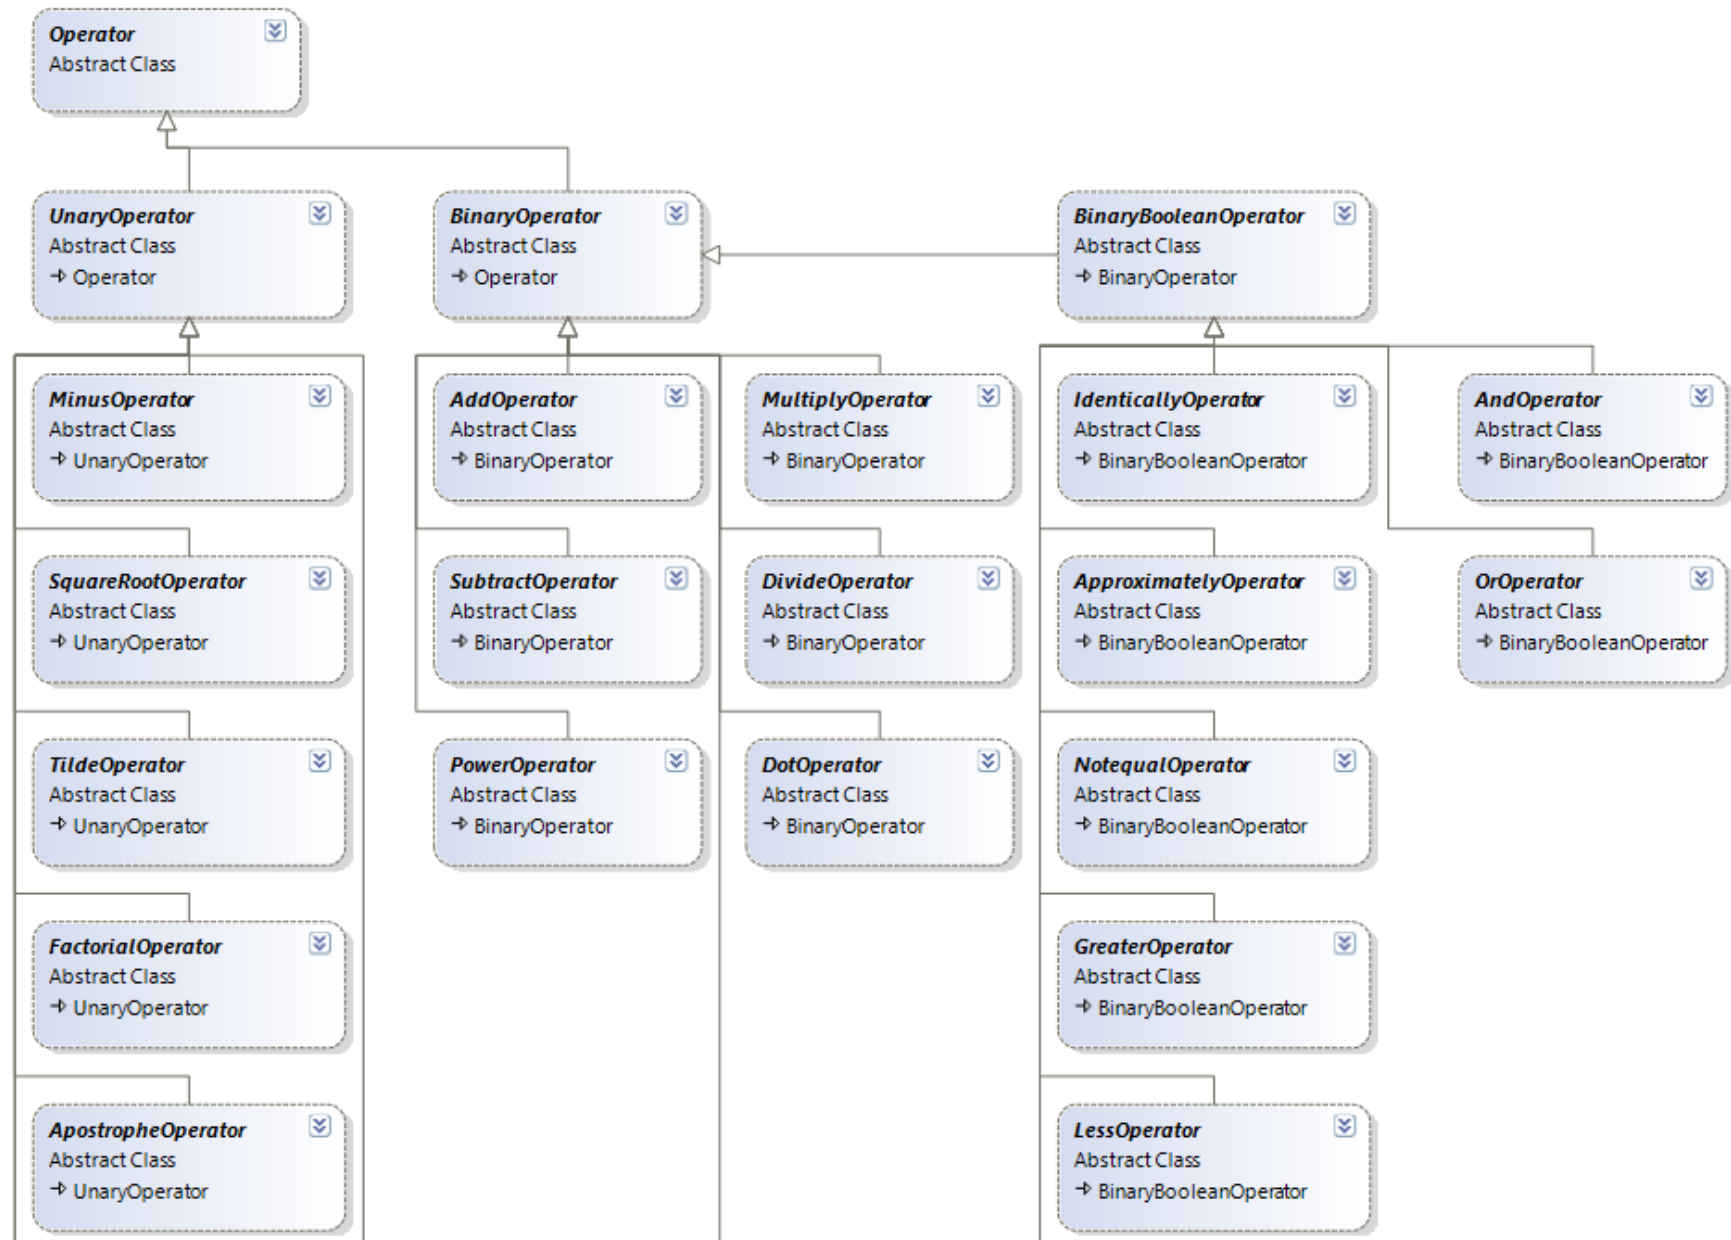 Operator
Abstract Class
UnaryOperator
Abstract Class
Operator
BinaryOperator
Abstract Class
Operator
BinaryBooleanOperator
Abstract Class
BinaryOperator
MinusOperator
Abstract Class
UnaryOperator
AddOperator
Abstract Class
BinaryOperator
MultiplyOperator
Abstract Class
BinaryOperator
IdenticallyOperator
Abstract Class
BinaryBooleanOperator
AndOperator
Abstract Class
BinaryBooleanOperator
SquareRootOperator
Abstract Class
UnaryOperator
SubtractOperator
Abstract Class
BinaryOperator
DivideOperator
Abstract Class
BinaryOperator
ApproximatelyOperator
Abstract Class
BinaryBooleanOperator
OrOperator
Abstract Class
BinaryBooleanOperator
TildeOperator
Abstract Class
UnaryOperator
PowerOperator
Abstract Class
BinaryOperator
DotOperator
Abstract Class
BinaryOperator
NotequalOperator
Abstract Class
BinaryBooleanOperator
FactorialOperator
Abstract Class
UnaryOperator
GreaterOperator
Abstract Class
BinaryBooleanOperator
ApostropheOperator
Abstract Class
UnaryOperator
LessOperator
Abstract Class
BinaryBooleanOperator